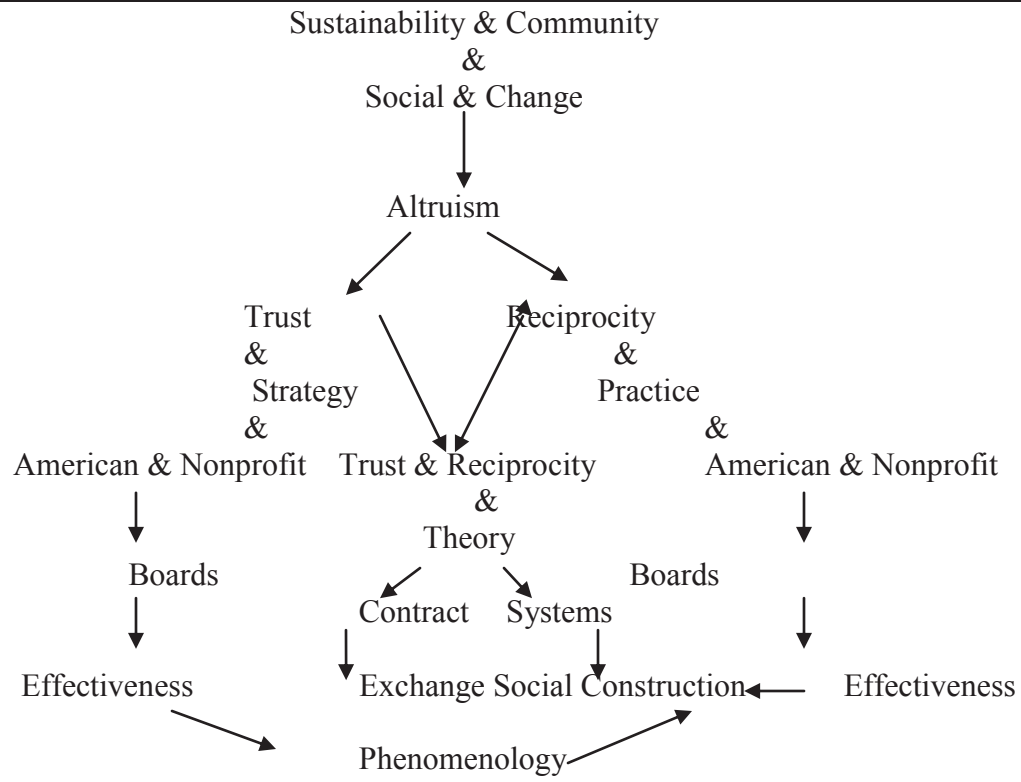 Sustainability & Community
&
Social & Change
Altruism
Trust Reciprocity
& &
Strategy Practice
& &
American & Nonprofit Trust & Reciprocity American & Nonprofit
&
Theory
Boards Boards
Contract Systems
Effectiveness Exchange Social Construction Effectiveness
Phenomenology